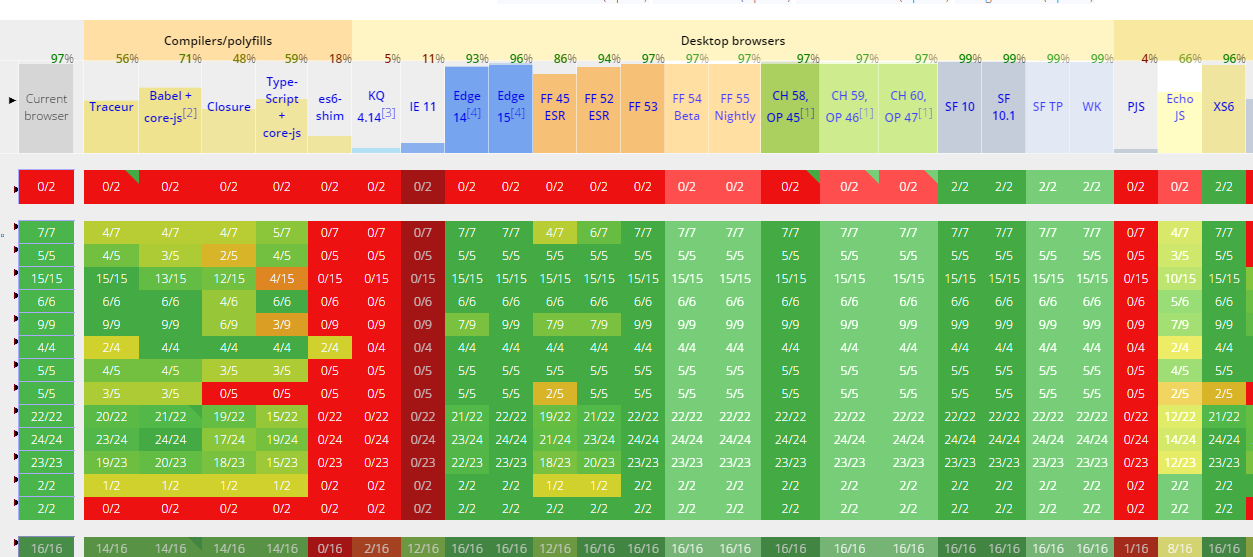 Compilers/polyfills Desktop browsers
97% 56% 71% 48% 59% 18% 5% 11% 93% 96% 86% 94% 97% 97% 97% 97% 97% 97% 99% 99% 99% 99% 4% 66% 96%
Current browser Traceur Babel + core-js[2] Closure Type-Script + core-js es6-shim KQ 4.14[3] IE 11 Edge 14[4] Edge 15[4] FF 45 ESR FF 52 ESR FF 53 FF 54 Beta FF 55 Nightly CH 58, OP 45[1] CH 59, OP 46[1] CH 60, OP 47[1] SF 10 SF 10.1 SF TP WK PJS Echo JS XS6
0/2 0/2 0/2 0/2 0/2 0/2 0/2 0/2 0/2 0/2 0/2 0/2 0/2 0/2 0/2 0/2 0/2 0/2 2/2 2/2 2/2 2/2 0/2 0/2 2/2
7/7 4/7 4/7 4/7 5/7 0/7 0/7 0/7 7/7 7/7 4/7 6/7 7/7 7/7 7/7 7/7 7/7 7/7 7/7 7/7 7/7 7/7 0/7 4/7 7/7
5/5 4/5 3/5 2/5 4/5 0/5 0/5 0/5 5/5 5/5 5/5 5/5 5/5 5/5 5/5 5/5 5/5 5/5 5/5 5/5 5/5 5/5 0/5 3/5 5/5
15/15 15/15 13/15 12/15 4/15 0/15 0/15 0/15 15/15 15/15 15/15 15/15 15/15 15/15 15/15 15/15 15/15 15/15 15/15 15/15 15/15 15/15 0/15 10/15 15/15
6/6 6/6 6/6 4/6 6/6 0/6 0/6 0/6 6/6 6/6 6/6 6/6 6/6 6/6 6/6 6/6 6/6 6/6 6/6 6/6 6/6 6/6 0/6 5/6 6/6
9/9 9/9 9/9 6/9 3/9 0/9 0/9 0/9 7/9 9/9 7/9 7/9 9/9 9/9 9/9 9/9 9/9 9/9 9/9 9/9 9/9 9/9 0/9 7/9 9/9
4/4 2/4 4/4 4/4 4/4 2/4 0/4 0/4 4/4 4/4 4/4 4/4 4/4 4/4 4/4 4/4 4/4 4/4 4/4 4/4 4/4 4/4 0/4 2/4 4/4
5/5 4/5 4/5 3/5 3/5 0/5 0/5 0/5 5/5 5/5 5/5 5/5 5/5 5/5 5/5 5/5 5/5 5/5 5/5 5/5 5/5 5/5 0/5 4/5 5/5
5/5 3/5 3/5 0/5 0/5 0/5 0/5 0/5 5/5 5/5 2/5 5/5 5/5 5/5 5/5 5/5 5/5 5/5 5/5 5/5 5/5 5/5 0/5 2/5 2/5
22/22 20/22 21/22 19/22 15/22 0/22 0/22 0/22 21/22 22/22 19/22 21/22 22/22 22/22 22/22 22/22 22/22 22/22 22/22 22/22 22/22 22/22 0/22 12/22 21/22
24/24 23/24 24/24 17/24 19/24 0/24 0/24 0/24 23/24 24/24 21/24 23/24 24/24 24/24 24/24 24/24 24/24 24/24 24/24 24/24 24/24 24/24 0/24 14/24 24/24
23/23 19/23 20/23 18/23 15/23 0/23 0/23 0/23 22/23 23/23 18/23 20/23 23/23 23/23 23/23 23/23 23/23 23/23 23/23 23/23 23/23 23/23 0/23 12/23 23/23
2/2 1/2 1/2 1/2 1/2 0/2 0/2 0/2 2/2 2/2 1/2 1/2 2/2 2/2 2/2 2/2 2/2 2/2 2/2 2/2 2/2 2/2 0/2 2/2 2/2
2/2 0/2 0/2 0/2 0/2 0/2 0/2 0/2 2/2 2/2 2/2 2/2 2/2 2/2 2/2 2/2 2/2 2/2 2/2 2/2 2/2 2/2 0/2 2/2 2/2
16/16 14/16 14/16 14/16 14/16 0/16 2/16 12/16 16/16 16/16 12/16 16/16 16/16 16/16 16/16 16/16 16/16 16/16 16/16 16/16 16/16 16/16 1/16 8/16 16/16